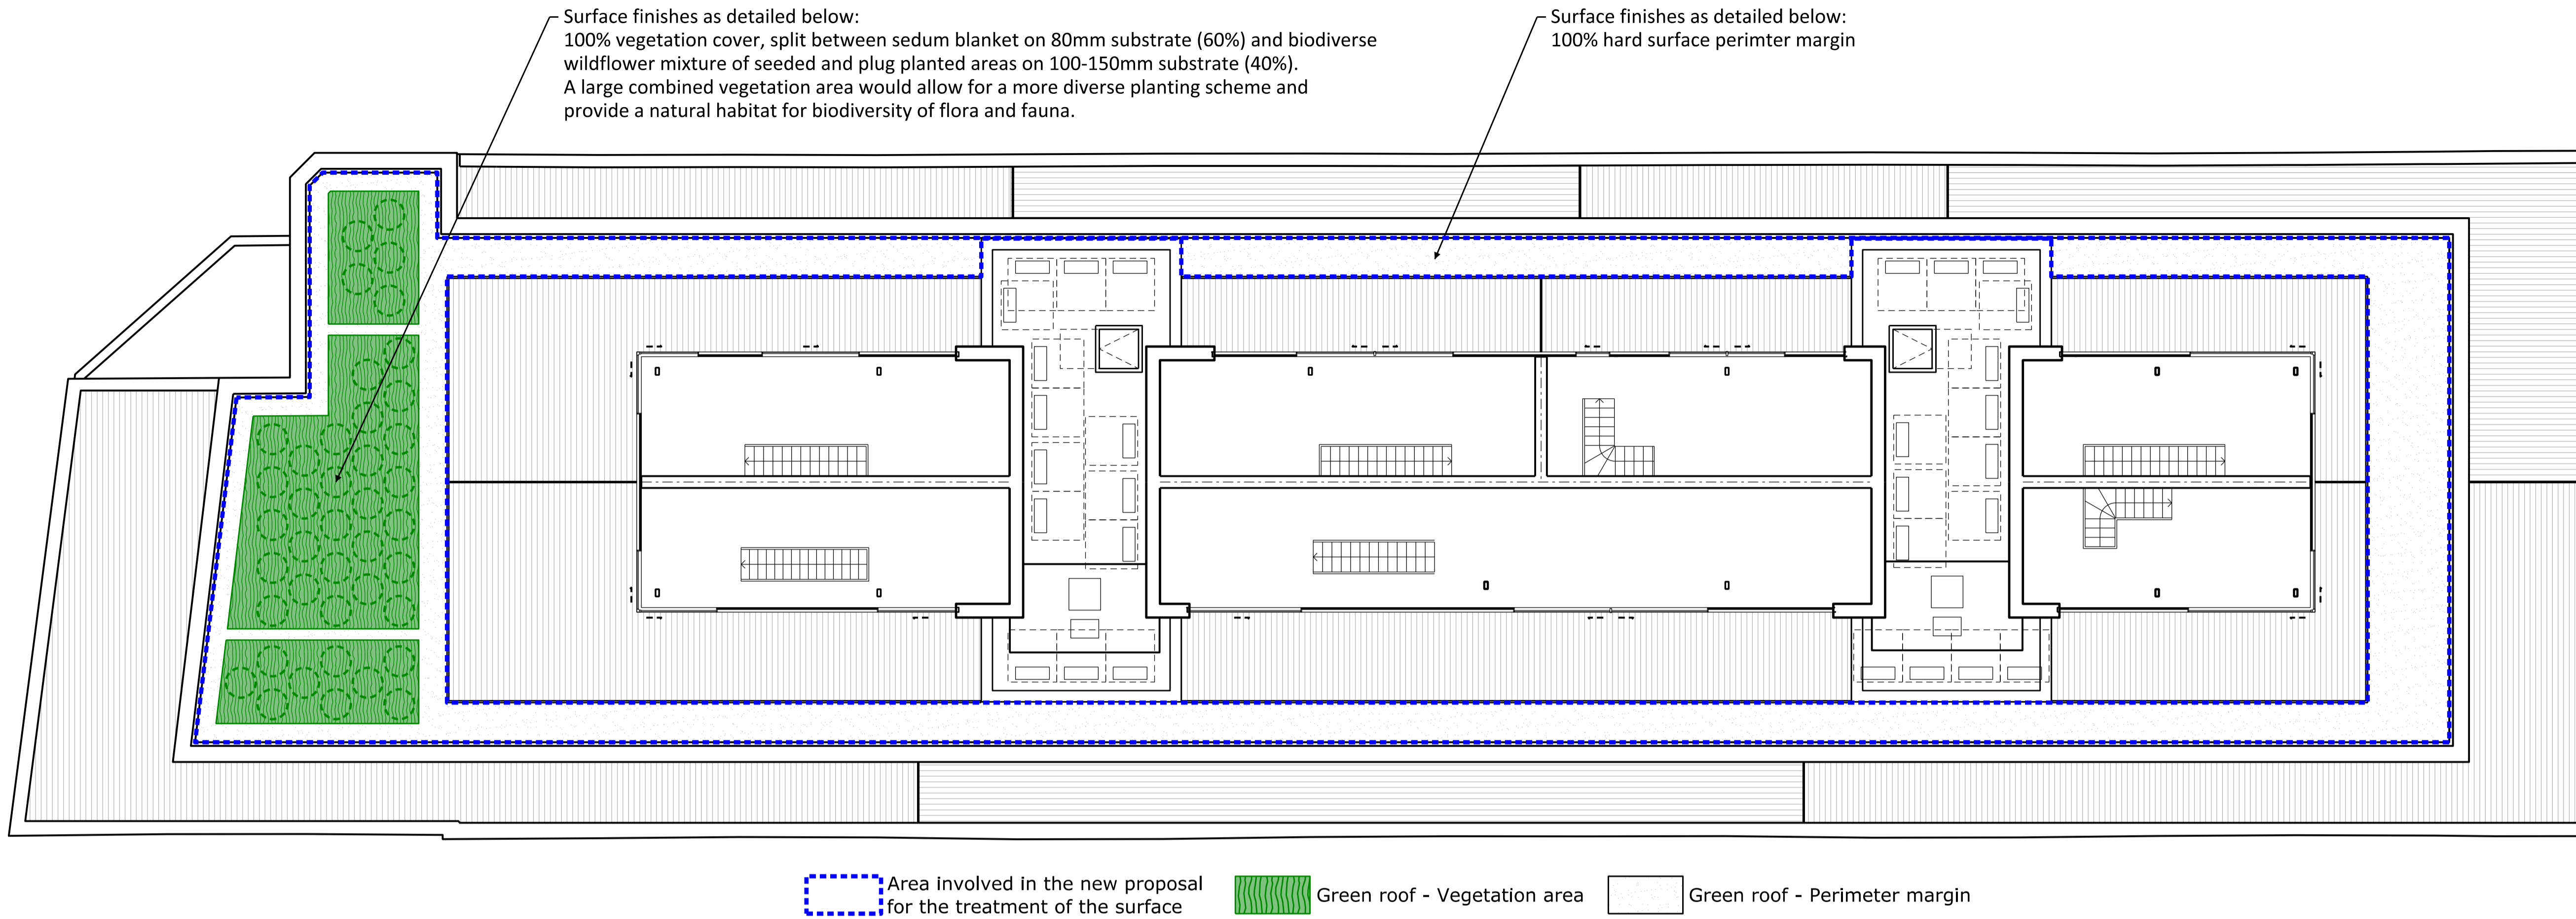 Surface finishes as detailed below:
100% vegetation cover, split between sedum blanket on 80mm substrate (60%) and biodiverse
wildflower mixture of seeded and plug planted areas on 100-150mm substrate (40%).
A large combined vegetation area would allow for a more diverse planting scheme and
provide a natural habitat for biodiversity of flora and fauna.
Surface finishes as detailed below:
100% hard surface perimter margin
Area involved in the new proposal
for the treatment of the surface
Green roof - Vegetation area
Green roof - Perimeter margin